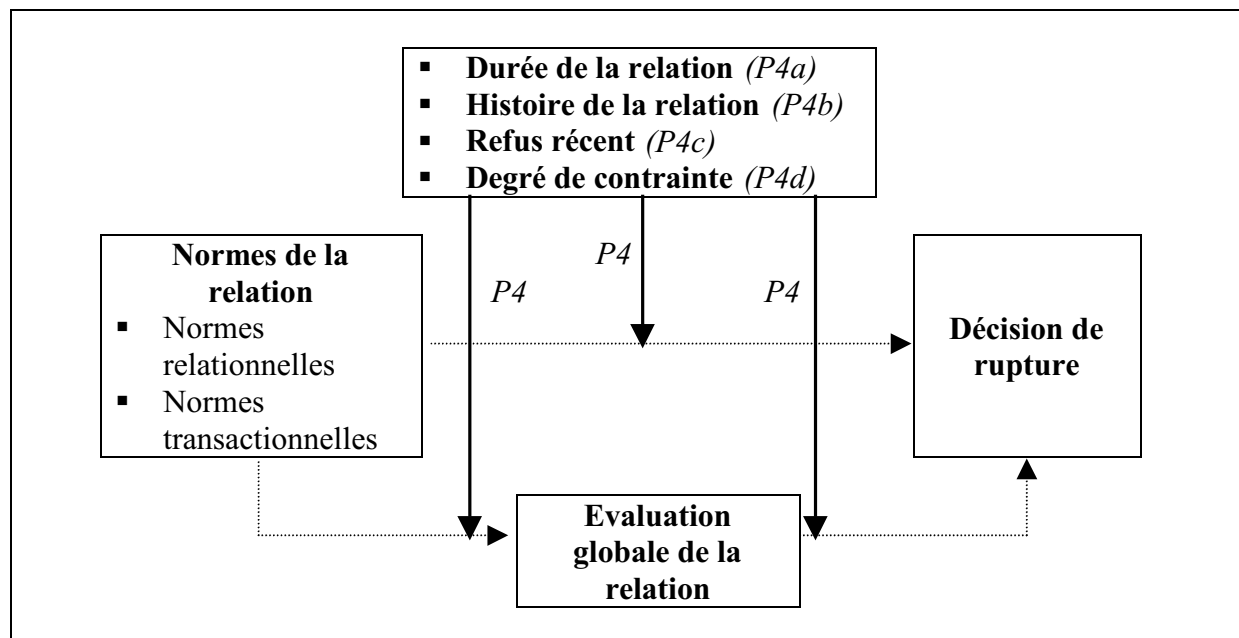 ▪ Durée de la relation (P4a)
▪ Histoire de la relation (P4b)
▪ Refus récent (P4c)
▪ Degré de contrainte (P4d)
Normes de la
relation
▪ Normes
relationnelles
▪ Normes
transactionnelles
P4
P4
P4
Décision de
rupture
Evaluation
globale de la
relation